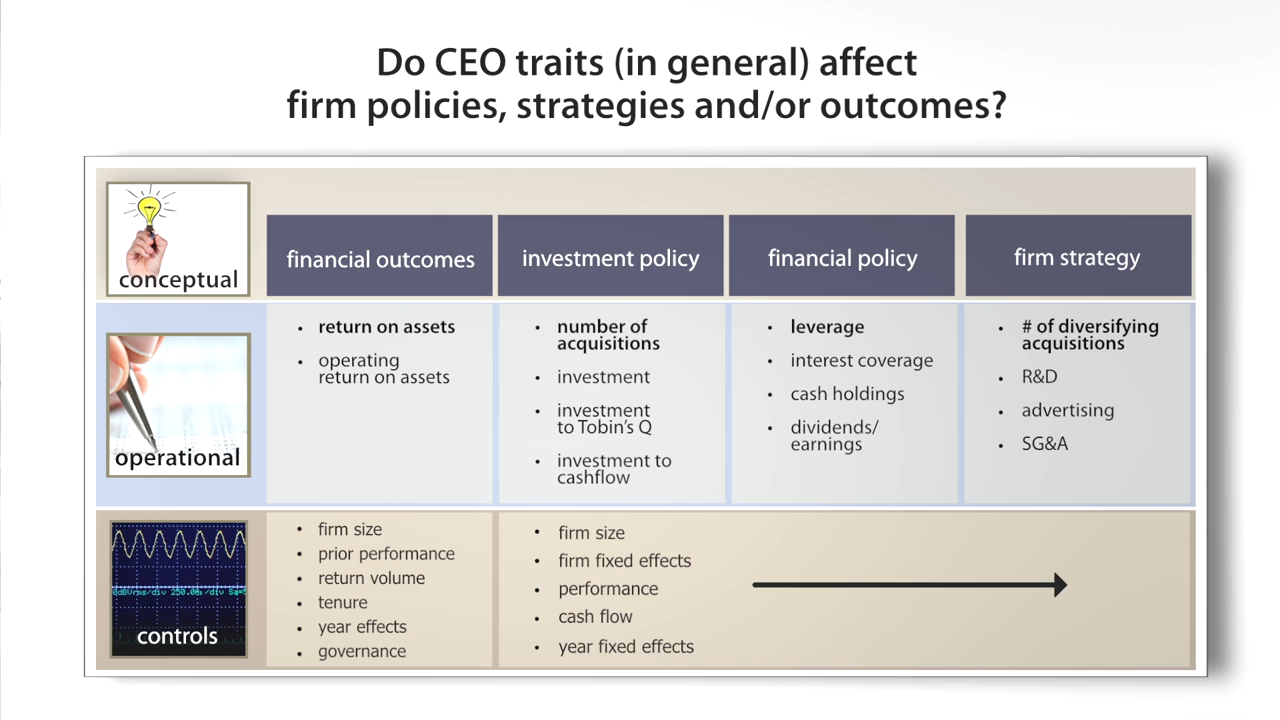 Do CEO traits (in general) affect
firm policies, strategies and/or outcomes?
conceptual
financial outcomes
investment policy
financial policy
firm strategy
operational
• return on assets
• operating
return on assets
• number of
acquisitions
• investment
• investment
to Tobin's Q
• investment to
cashflow
• leverage
• interest coverage
• cash holdings
• dividends/
earnings
• # of diversifying
acquisitions
• R&D
• advertising
• SG&A
controls
• firm size
• prior performance
• return volume
• tenure
• year effects
• governance
• firm size
• firm fixed effects
• performance
• cash flow
• year fixed effects